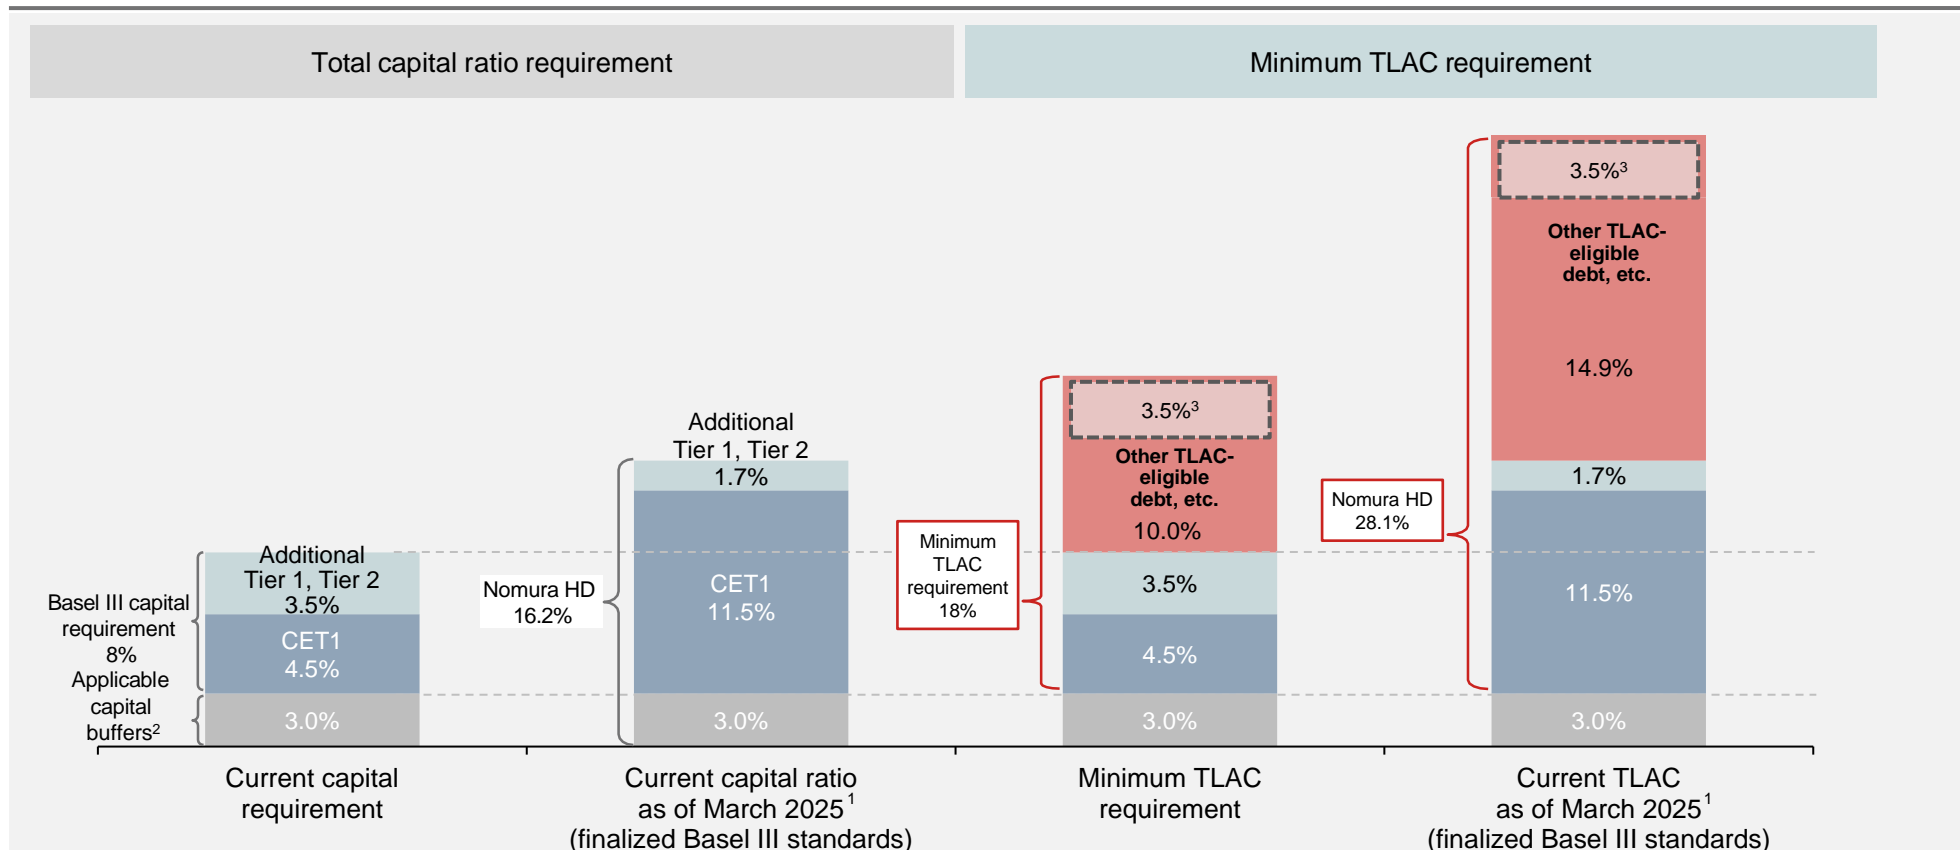 Total capital ratio requirement
Minimum TLAC requirement
Additional
Tier 1, Tier 2
3.5%
CET1
4.5%
3.0%
Basel III capital
requirement
8%
Applicable
capital
buffers²
Additional
Tier 1, Tier 2
1.7%
CET1
11.5%
3.0%
Nomura HD
16.2%
3.5%³
Other TLAC-
eligible
debt, etc.
10.0%
3.5%
4.5%
3.0%
Minimum
TLAC
requirement
18%
3.5%³
Other TLAC-
eligible
debt, etc.
14.9%
1.7%
11.5%
3.0%
Nomura HD
28.1%
Current capital
requirement
Current capital ratio
as of March 2025¹
(finalized Basel III standards)
Minimum TLAC
requirement
Current TLAC
as of March 2025¹
(finalized Basel III standards)